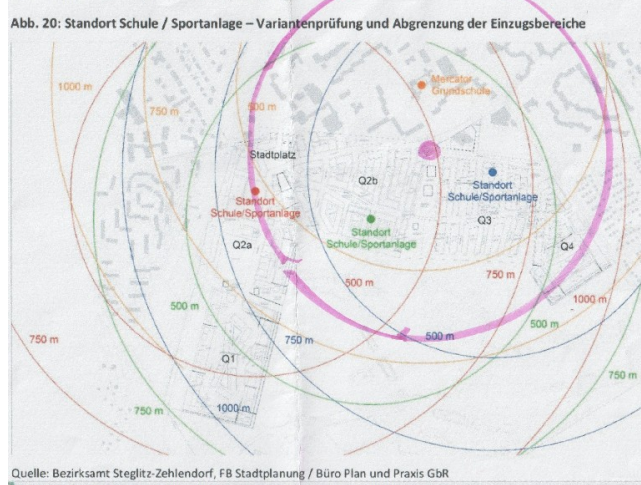 Abb. 20: Standort Schule / Sportanlage – Variantenprüfung und Abgrenzung der Einzugsbereiche
1000 m
750 m
500 m
Mercator
Grundschule
Stadtplatz
Q2b
Standort
Schule/Sportanlage
Standort
Schule/Sportanlage
Q3
Standort
Schule/Sportanlage
Q2a
Q4
500 m
750 m
1000 m
500 m
750 m
750 m
500 m
500 m
Q1
750 m
1000 m
750 m
Quelle: Bezirksamt Steglitz-Zehlendorf, FB Stadtplanung / Büro Plan und Praxis GbR